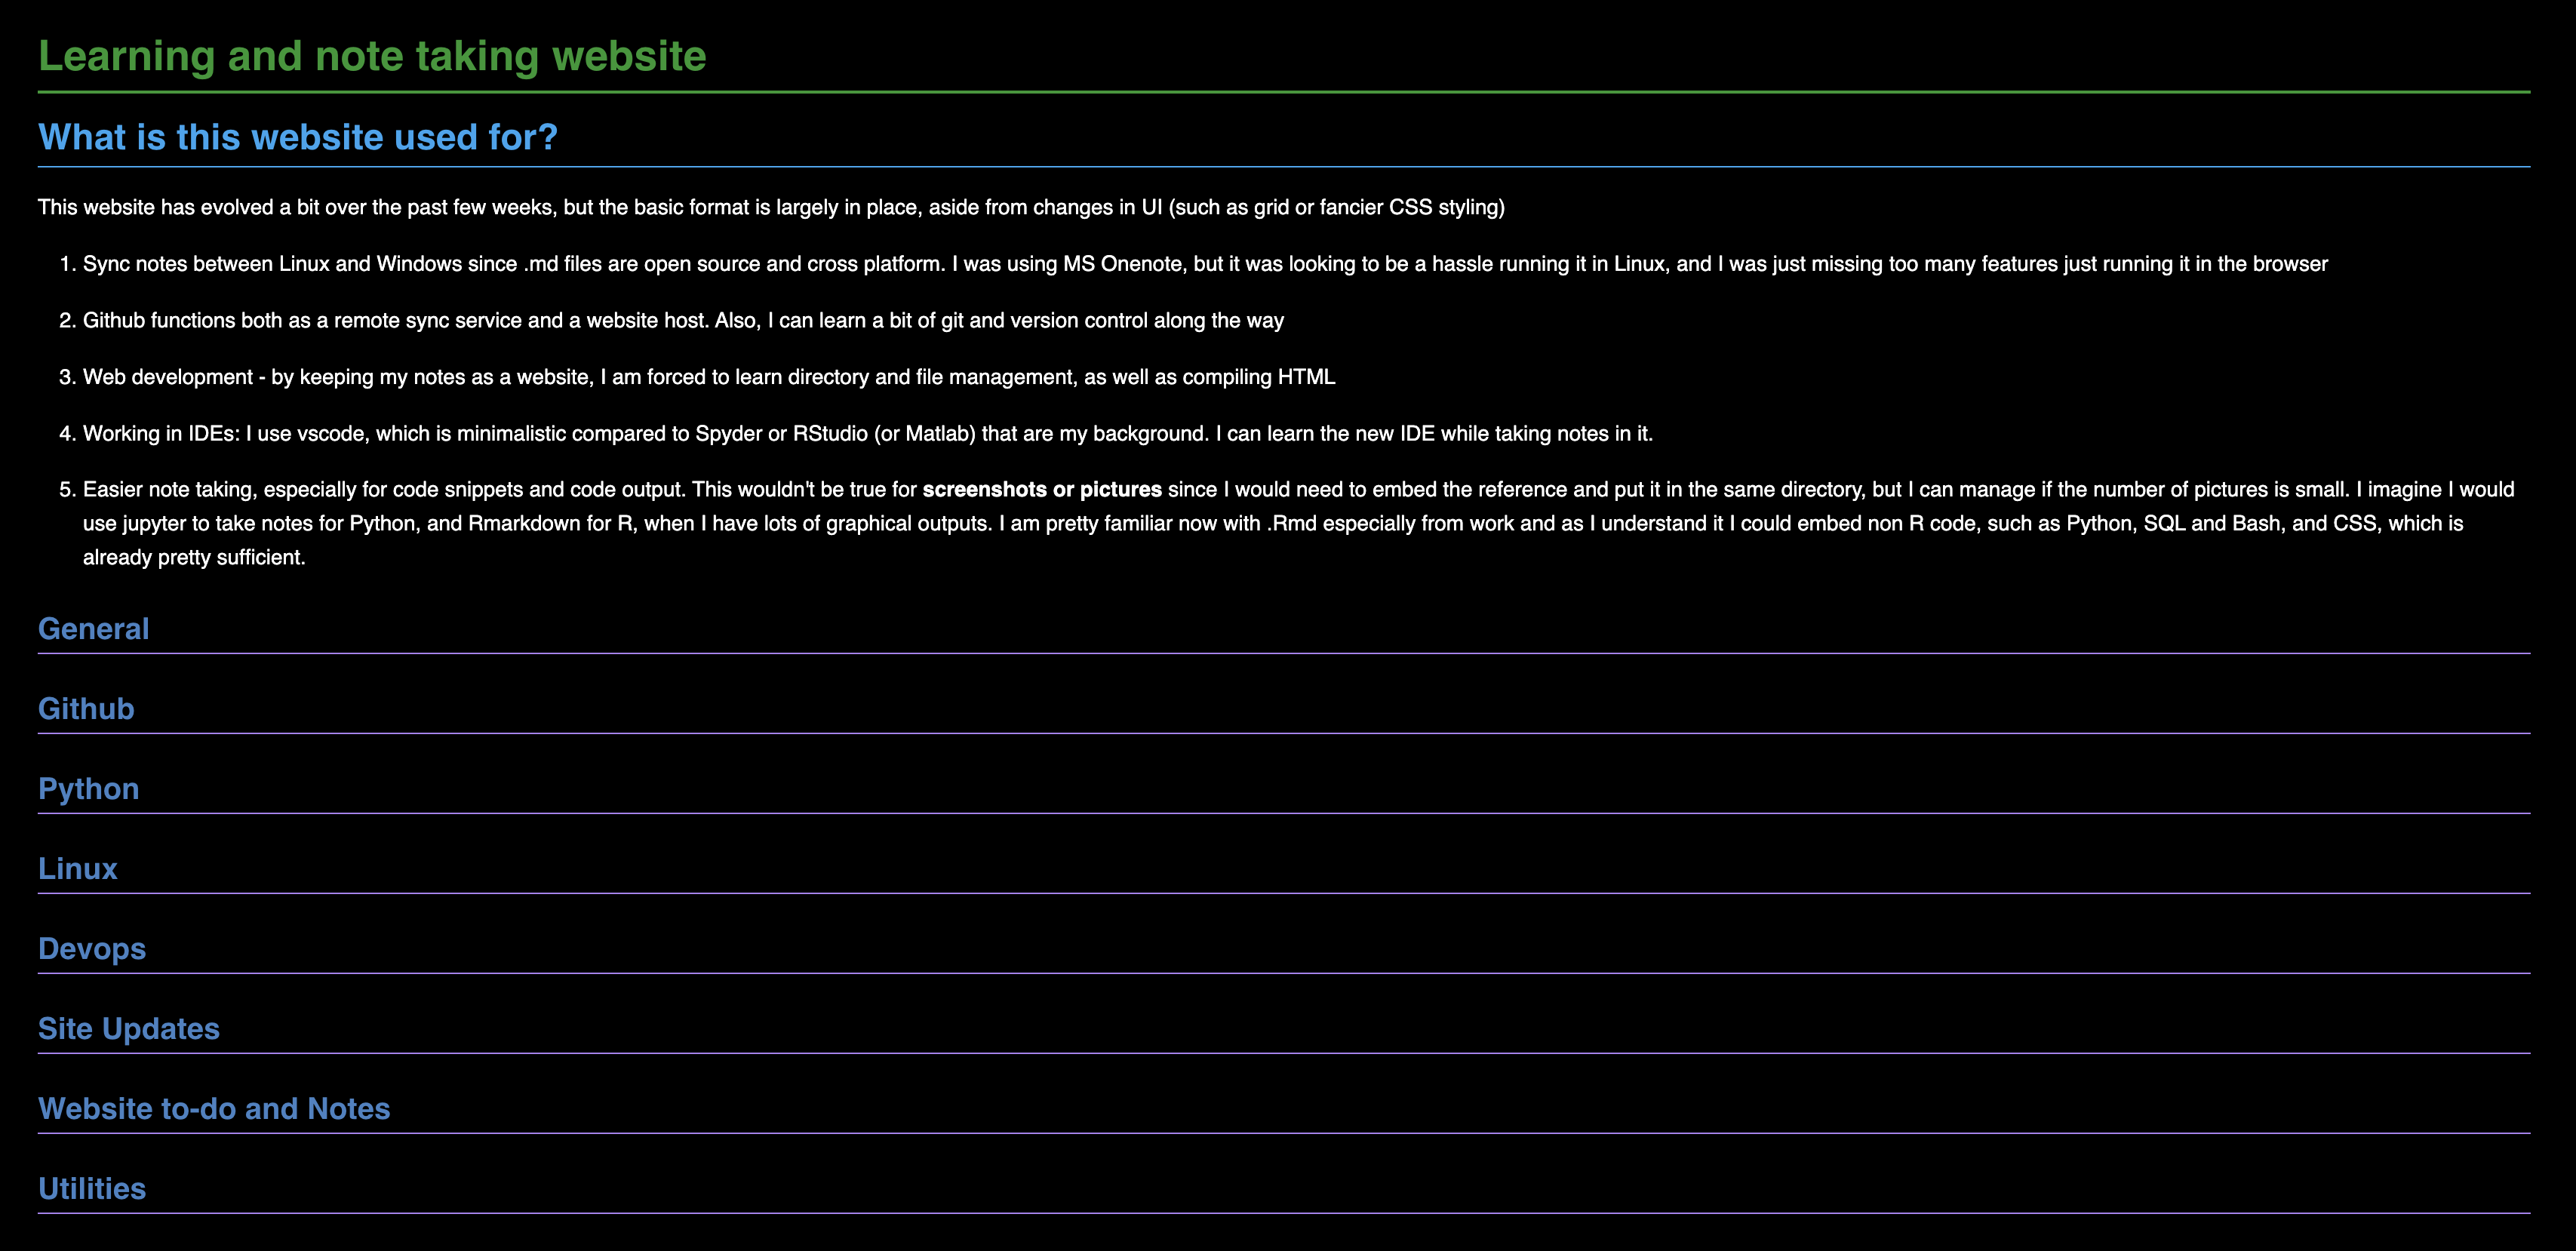 Learning and note taking website
What is this website used for?
This website has evolved a bit over the past few weeks, but the basic format is largely in place, aside from changes in UI (such as grid or fancier CSS styling)
1. Sync notes between Linux and Windows since .md files are open source and cross platform. I was using MS Onenote, but it was looking to be a hassle running it in Linux, and I was just missing too many features just running it in the browser
2. Github functions both as a remote sync service and a website host. Also, I can learn a bit of git and version control along the way
3. Web development - by keeping my notes as a website, I am forced to learn directory and file management, as well as compiling HTML
4. Working in IDEs: I use vscode, which is minimalistic compared to Spyder or RStudio (or Matlab) that are my background. I can learn the new IDE while taking notes in it.
5. Easier note taking, especially for code snippets and code output. This wouldn't be true for screenshots or pictures since I would need to embed the reference and put it in the same directory, but I can manage if the number of pictures is small. I imagine I would
use jupyter to take notes for Python, and Rmarkdown for R, when I have lots of graphical outputs. I am pretty familiar now with .Rmd especially from work and as I understand it I could embed non R code, such as Python, SQL and Bash, and CSS, which is
already pretty sufficient.
General
Github
Python
Linux
Devops
Site Updates
Website to-do and Notes
Utilities